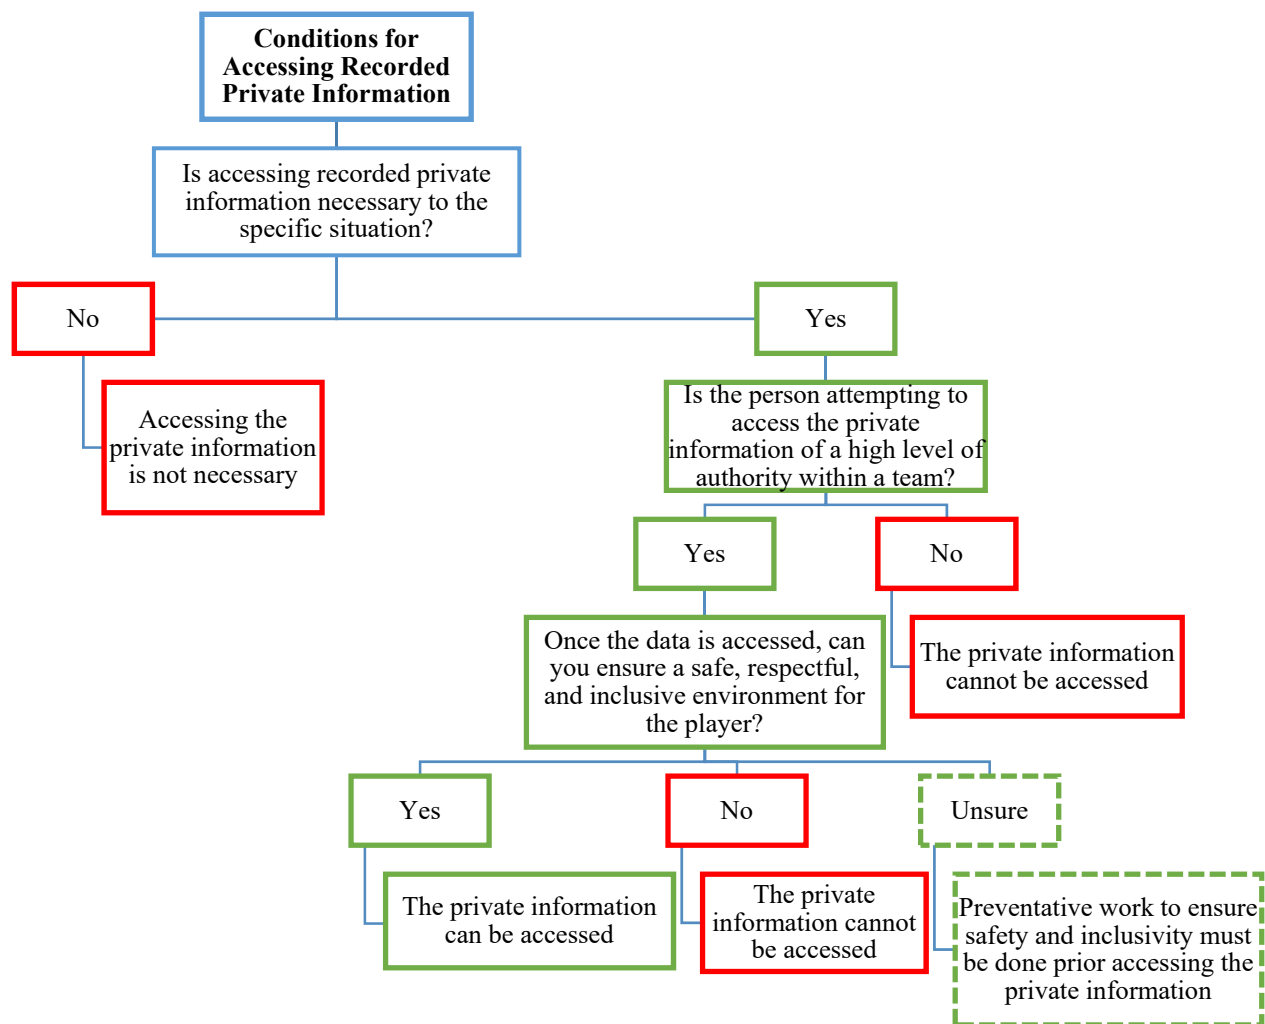 Conditions for
Accessing Recorded
Private Information
Is accessing recorded private
information necessary to the
specific situation?
No
Yes
Accessing the
private information
is not necessary
Is the person attempting to
access the private
information of a high level of
authority within a team?
Yes
No
Once the data is accessed, can
you ensure a safe, respectful,
and inclusive environment for
the player?
The private information
cannot be accessed
Yes
No
Unsure
The private information
can be accessed
The private
information cannot
be accessed
Preventative work to ensure
safety and inclusivity must
be done prior accessing the
private information